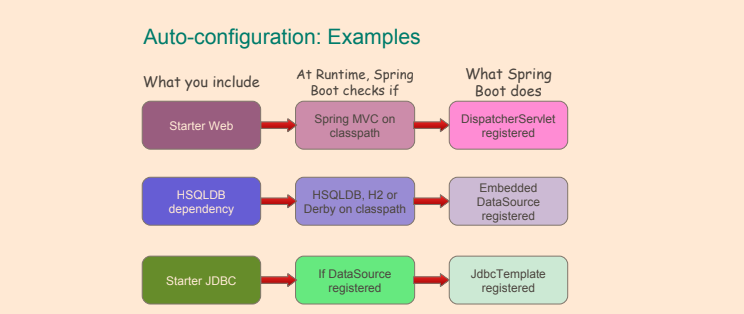 Auto-configuration: Examples
What you include
At Runtime, Spring
Boot checks if
What Spring
Boot does
Starter Web
Spring MVC on
classpath
DispatcherServlet
registered
HSQLDB
dependency
HSQLDB, H2 or
Derby on classpath
Embedded
DataSource
registered
Starter JDBC
If DataSource
registered
JdbcTemplate
registered